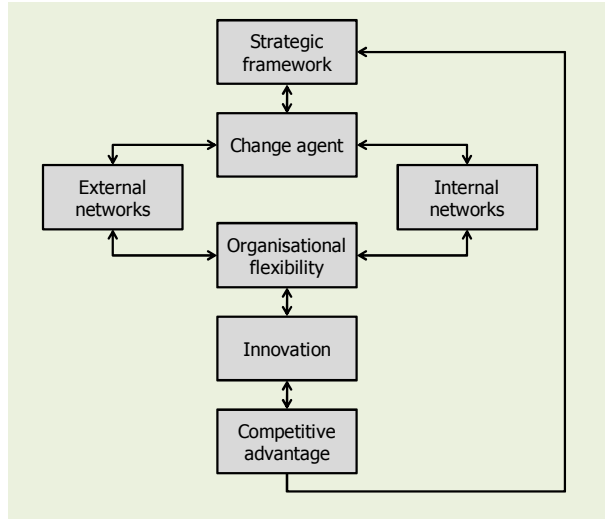 Strategic
framework
Change agent
External
networks
Internal
networks
Organisational
flexibility
Innovation
Competitive
advantage